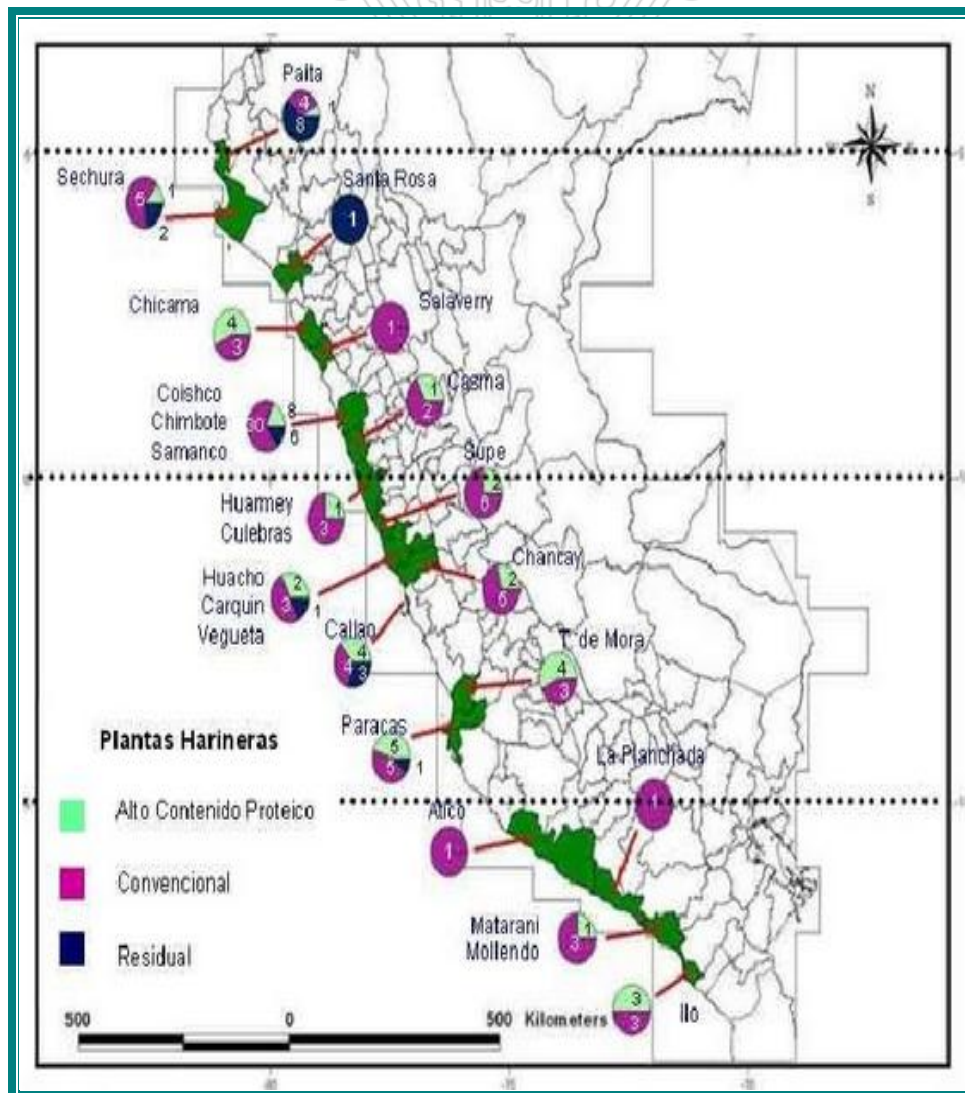 Paita
4
1
8
N
S
Sechura
1
5
2
Santa Rosa
1
Chicama
4
3
Salaverry
1
Coishco
Chimbote
Samanco
30
8
6
Casma
1
2
Supe
2
6
Huarmey
Culebras
1
3
Chancay
2
6
Huacho
Carquin
Vegueta
2
3
1
Callao
4
4
3
T. de Mora
4
3
Paracas
5
5
1
La Planchada
1
Atico
1
Matarani
Mollendo
1
3
Ilo
3
3
Plantas Harineras
Alto Contenido Proteico
Convencional
Residual
500 0 500 Kilometers